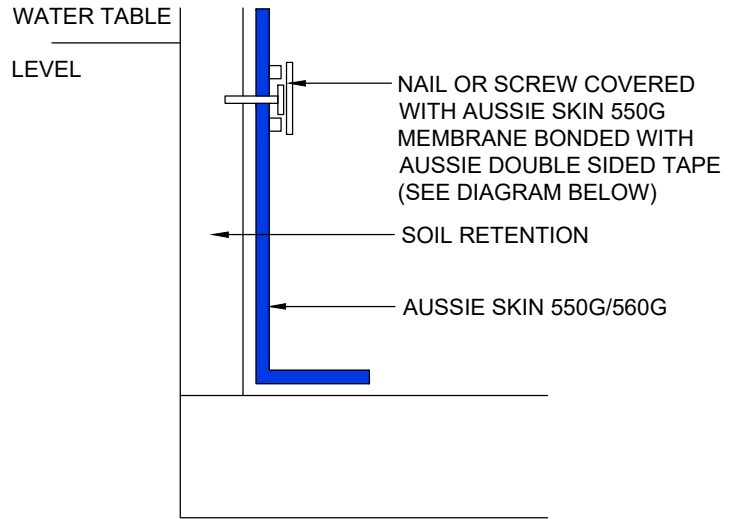 WATER TABLE
LEVEL
NAIL OR SCREW COVERED
WITH AUSSIE SKIN 550G
MEMBRANE BONDED WITH
AUSSIE DOUBLE SIDED TAPE
(SEE DIAGRAM BELOW)
SOIL RETENTION
AUSSIE SKIN 550G/560G